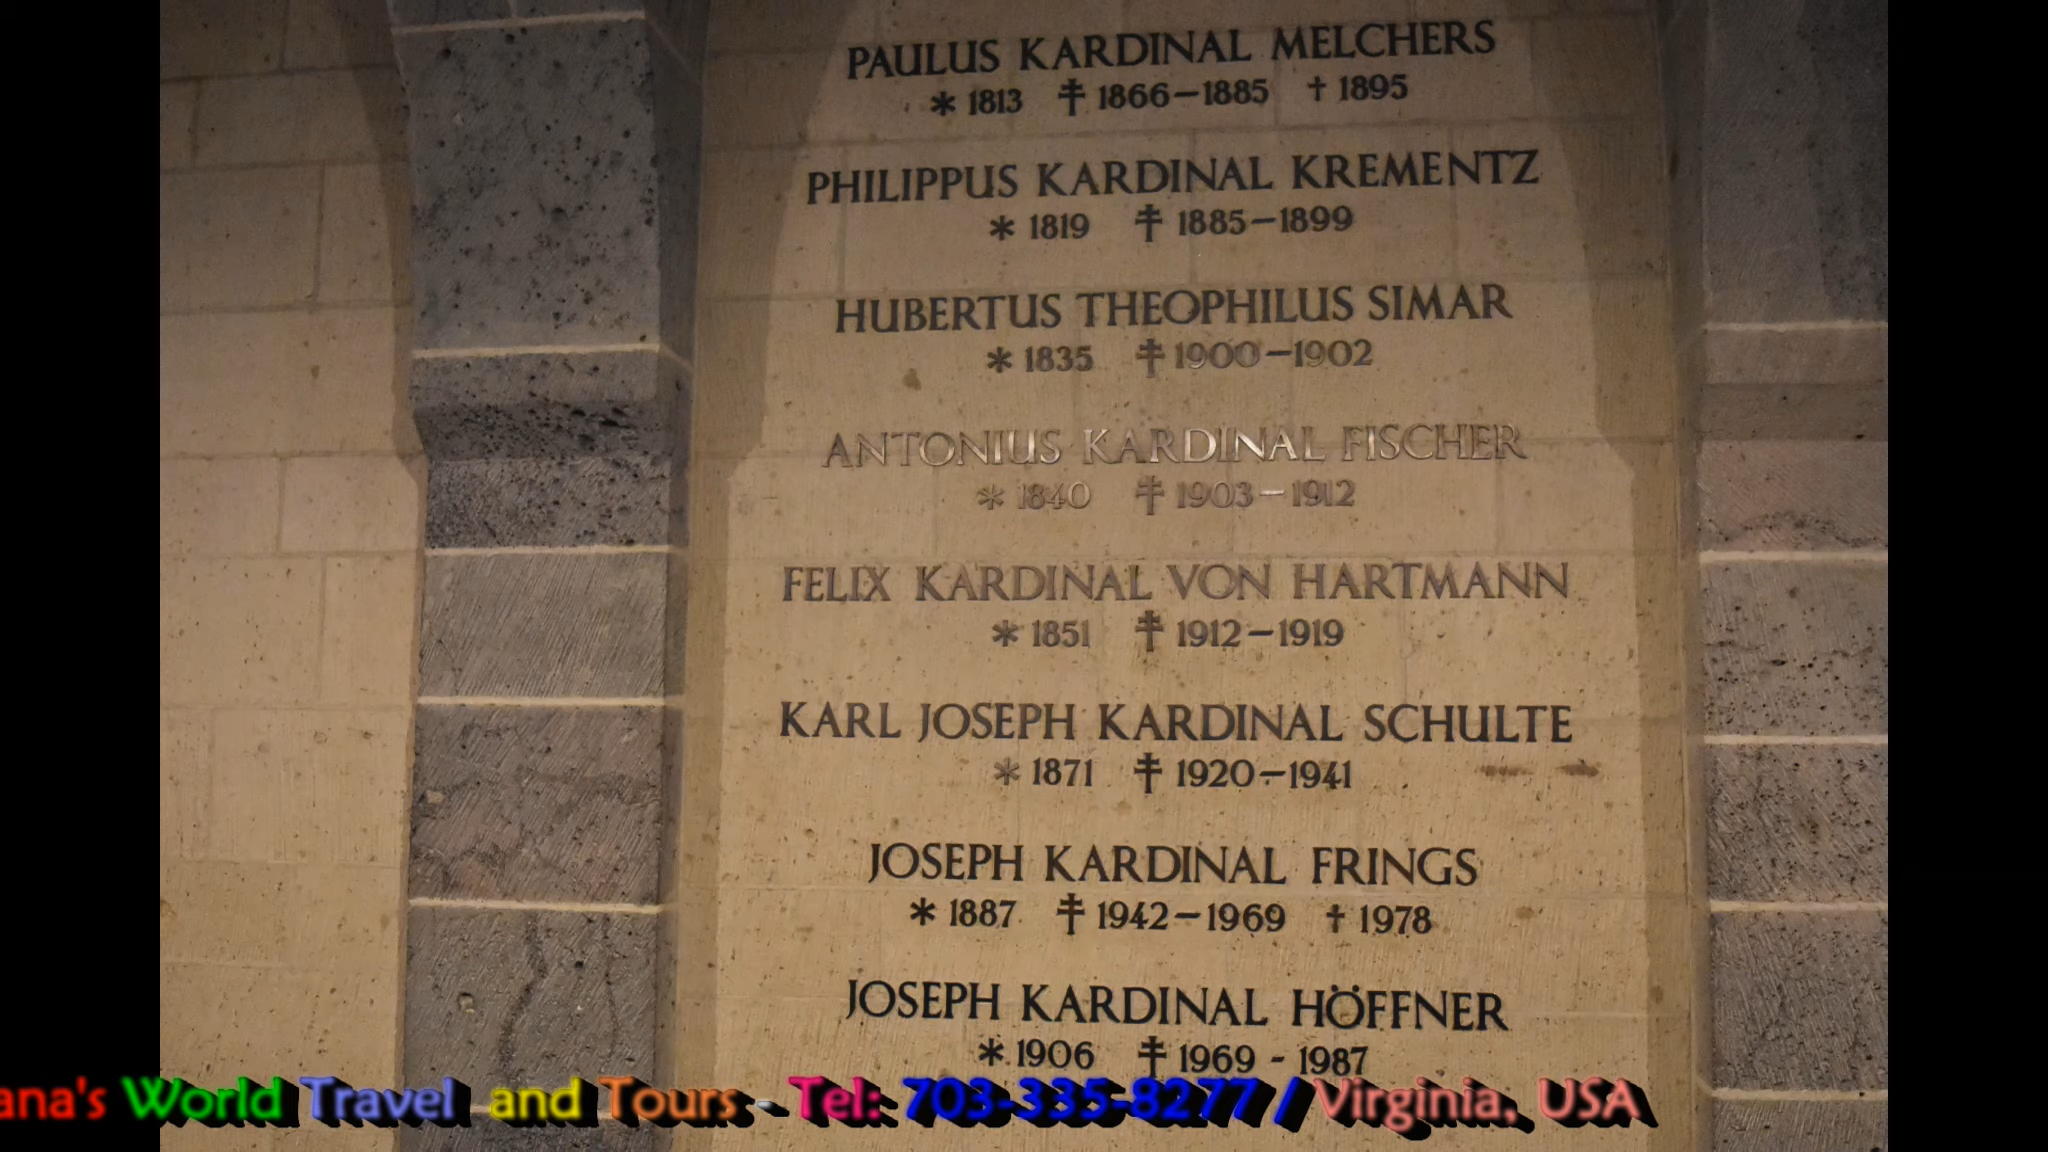 PAULUS KARDINAL MELCHERS
* 1813 ‡ 1866–1885 † 1895
PHILIPPUS KARDINAL KREMENTZ
* 1819 ‡ 1885–1899
HUBERTUS THEOPHILUS SIMAR
* 1835 ‡ 1900–1902
ANTONIUS KARDINAL FISCHER
* 1840 ‡ 1903–1912
FELIX KARDINAL VON HARTMANN
* 1851 ‡ 1912–1919
KARL JOSEPH KARDINAL SCHULTE
* 1871 ‡ 1920–1941
JOSEPH KARDINAL FRINGS
* 1887 ‡ 1942–1969 † 1978
JOSEPH KARDINAL HÖFFNER
* 1906 ‡ 1969 - 1987
ana's World Travel and Tours - Tel: 703-335-8277 / Virginia, USA